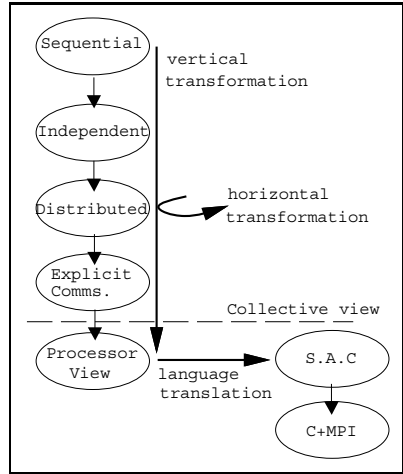 Sequential
vertical
transformation
Independent
Distributed
horizontal
transformation
Explicit
Comms.
Collective view
Processor
View
S.A.C
language
translation
C+MPI